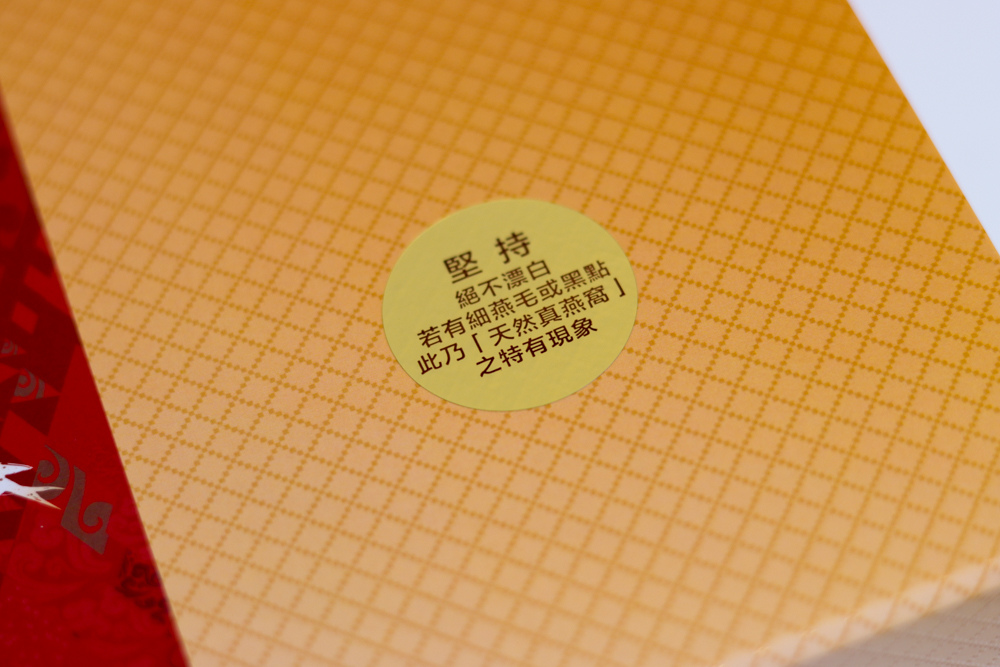 堅持
絕不漂白
若有細燕毛或黑點
此乃「天然真燕窩」
之特有現象